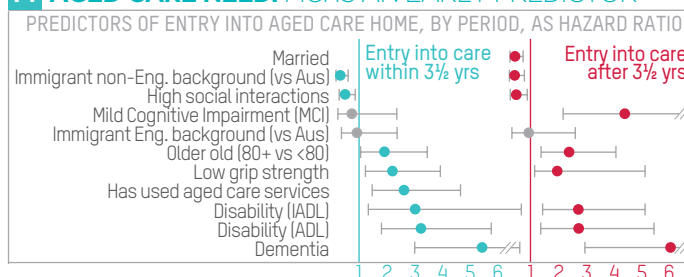 PREDICTORS OF ENTRY INTO AGED CARE HOME, BY PERIOD, AS HAZARD RATIO
Entry into care
within 3½ yrs
Entry into care
after 3½ yrs
Married
Immigrant non-Eng. background (vs Aus)
High social interactions
Mild Cognitive Impairment (MCI)
Immigrant Eng. background (vs Aus)
Older old (80+ vs <80)
Low grip strength
Has used aged care services
Disability (IADL)
Disability (ADL)
Dementia
1 2 3 4 5 6 1 2 3 4 5 6